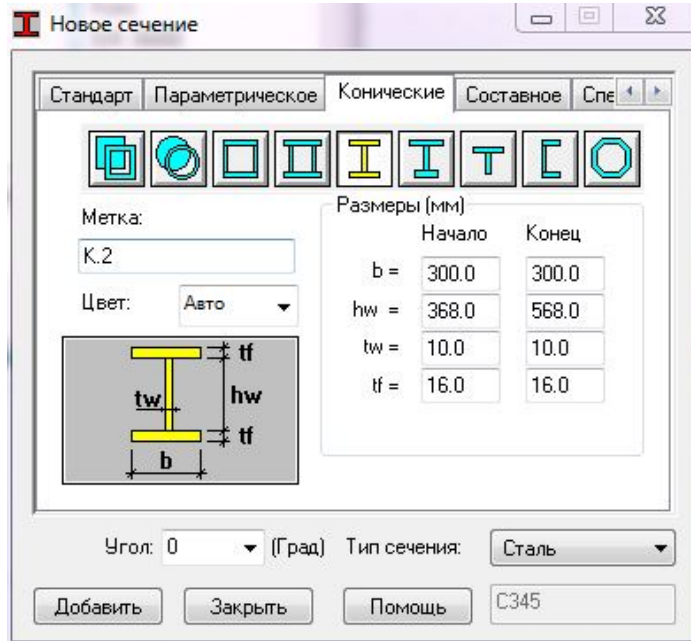 Новое сечение
Стандарт Параметрическое Конические Составное Спе
Метка:
К.2
Цвет: Авто
Размеры (мм)
Начало Конец
b = 300.0 300.0
hw = 368.0 568.0
tw = 10.0 10.0
tf = 16.0 16.0
tf
tw hw
tf
b
Угол: 0 (Град) Тип сечения: Сталь
Добавить Закрыть Помощь С345